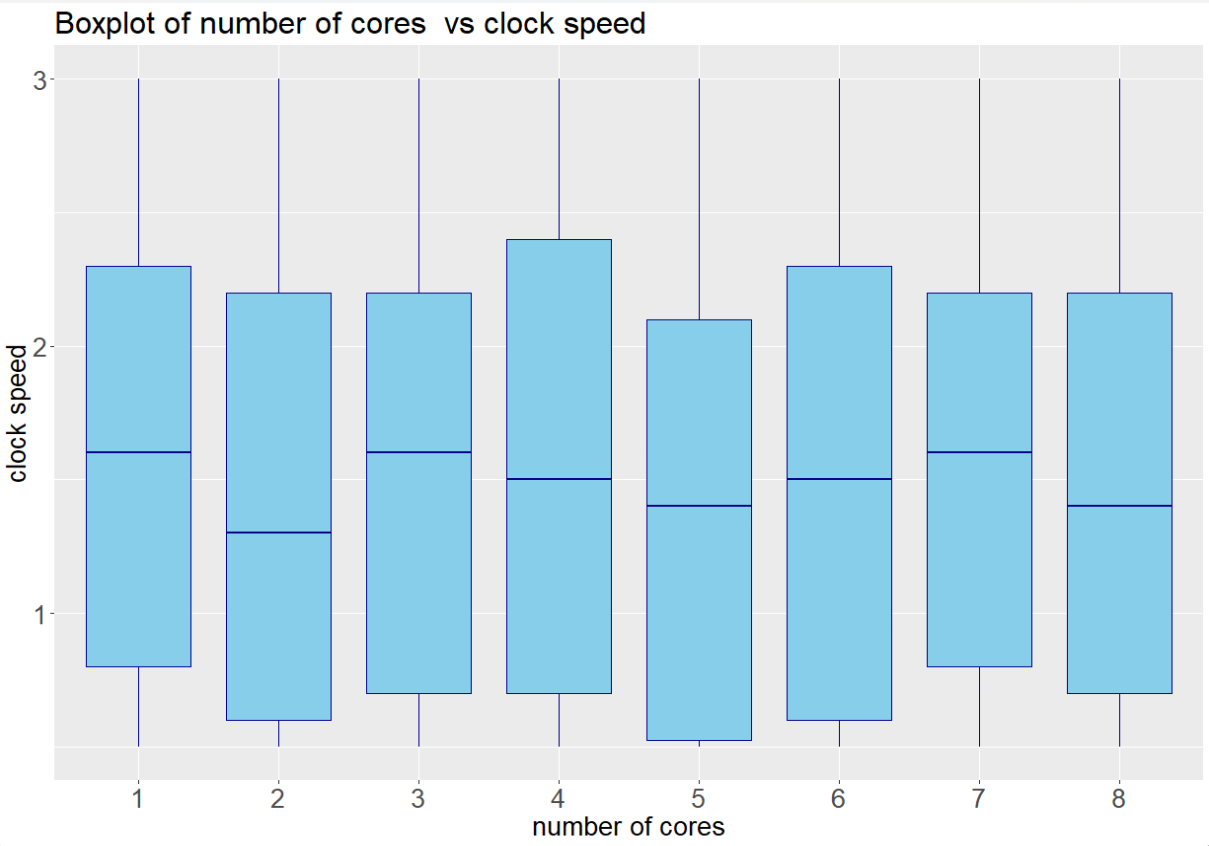 Boxplot of number of cores  vs clock speed
3
2
1
clock speed
1 2 3 4 5 6 7 8
number of cores